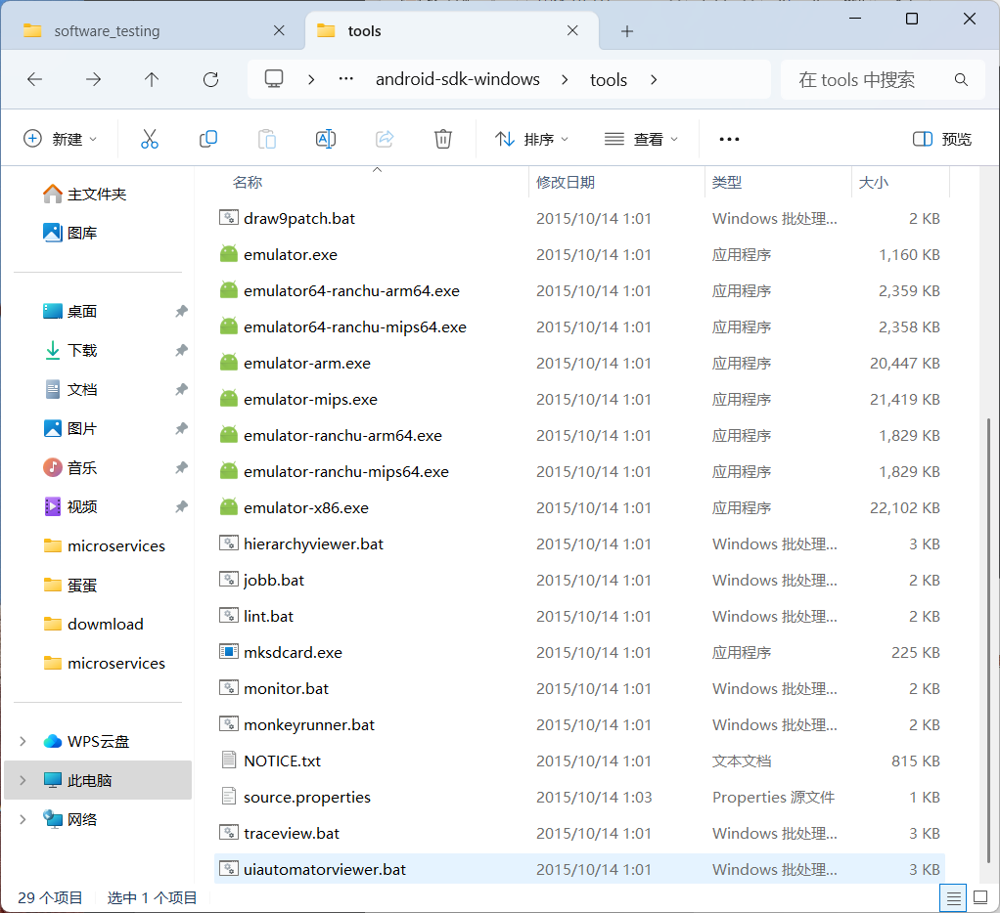 software_testing
tools
android-sdk-windows
tools
在 tools 中搜索
新建
排序
查看
预览
主文件夹
图库
桌面
下载
文档
图片
音乐
视频
microservices
蛋蛋
dowmload
microservices
WPS云盘
此电脑
网络
名称 修改日期 类型 大小
draw9patch.bat 2015/10/14 1:01 Windows 批处理... 2 KB
emulator.exe 2015/10/14 1:01 应用程序 1,160 KB
emulator64-ranchu-arm64.exe 2015/10/14 1:01 应用程序 2,359 KB
emulator64-ranchu-mips64.exe 2015/10/14 1:01 应用程序 2,358 KB
emulator-arm.exe 2015/10/14 1:01 应用程序 20,447 KB
emulator-mips.exe 2015/10/14 1:01 应用程序 21,419 KB
emulator-ranchu-arm64.exe 2015/10/14 1:01 应用程序 1,829 KB
emulator-ranchu-mips64.exe 2015/10/14 1:01 应用程序 1,829 KB
emulator-x86.exe 2015/10/14 1:01 应用程序 22,102 KB
hierarchyviewer.bat 2015/10/14 1:01 Windows 批处理... 3 KB
jobb.bat 2015/10/14 1:01 Windows 批处理... 2 KB
lint.bat 2015/10/14 1:01 Windows 批处理... 2 KB
mksdcard.exe 2015/10/14 1:01 应用程序 225 KB
monitor.bat 2015/10/14 1:01 Windows 批处理... 2 KB
monkeyrunner.bat 2015/10/14 1:01 Windows 批处理... 2 KB
NOTICE.txt 2015/10/14 1:01 文本文档 815 KB
source.properties 2015/10/14 1:03 Properties 源文件 1 KB
traceview.bat 2015/10/14 1:01 Windows 批处理... 3 KB
uiautomatorviewer.bat 2015/10/14 1:01 Windows 批处理... 3 KB
29 个项目 选中 1 个项目